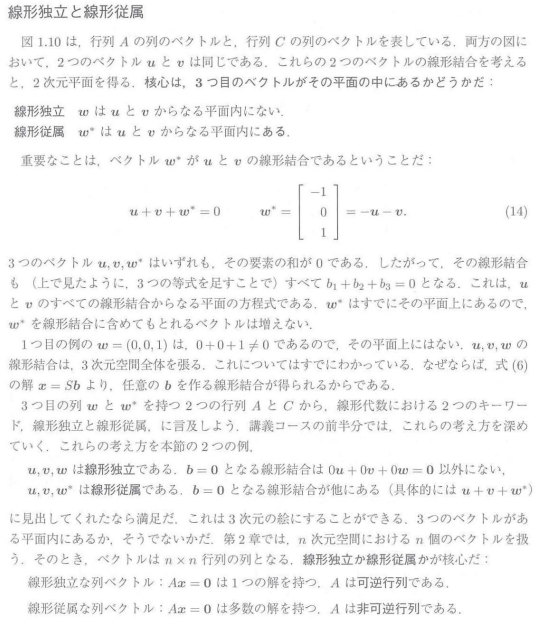 線形独立と線形従属
図 1.10 は，行列 A の列のベクトルと，行列 C の列のベクトルを表している．両方の図に
おいて，2 つのベクトル u と v は同じである．これらの 2 つのベクトルの線形結合を考える
と，2 次元平面を得る．核心は，3 つ目のベクトルがその平面の中にあるかどうかだ：
線形独立　w は u と v からなる平面内にない．
線形従属　w* は u と v からなる平面内にある．
重要なことは，ベクトル w* が u と v の線形結合であるということだ：
u + v + w* = 0　　w* = [ −1 0 1 ] = −u − v.　　(14)
3 つのベクトル u, v, w* はいずれも，その要素の和が 0 である．したがって，その線形結合
も （上で見たように，3 つの等式を足すことで）すべて b₁ + b₂ + b₃ = 0 となる．これは，u
と v のすべての線形結合からなる平面の方程式である．w* はすでにその平面上にあるので，
w* を線形結合に含めてもとれるベクトルは増えない．
1 つ目の例の w = (0, 0, 1) は，0+0+1 ≠ 0 であるので，その平面上にはない．u, v, w の
線形結合は，3 次元空間全体を張る．これについてはすでにわかっている．なぜならば，式 (6)
の解 x = Sb より，任意の b を作る線形結合が得られるからである．
3 つ目の列 w と w* を持つ 2 つの行列 A と C から，線形代数における 2 つのキーワー
ド，線形独立と線形従属，に言及しよう．講義コースの前半分では，これらの考え方を深め
ていく．これらの考え方を本節の 2 つの例，
u, v, w は線形独立である．b = 0 となる線形結合は 0u + 0v + 0w = 0 以外にない，
u, v, w* は線形従属である．b = 0 となる線形結合が他にある（具体的には u + v + w*）
に見出してくれたなら満足だ．これは 3 次元の絵にすることができる．3 つのベクトルがあ
る平面内にあるか，そうでないかだ．第 2 章では，n 次元空間における n 個のベクトルを扱
う．そのとき，ベクトルは n × n 行列の列となる．線形独立か線形従属かが核心だ：
線形独立な列ベクトル：Ax = 0 は 1 つの解を持つ．A は可逆行列である．
線形従属な列ベクトル：Ax = 0 は多数の解を持つ．A は非可逆行列である．